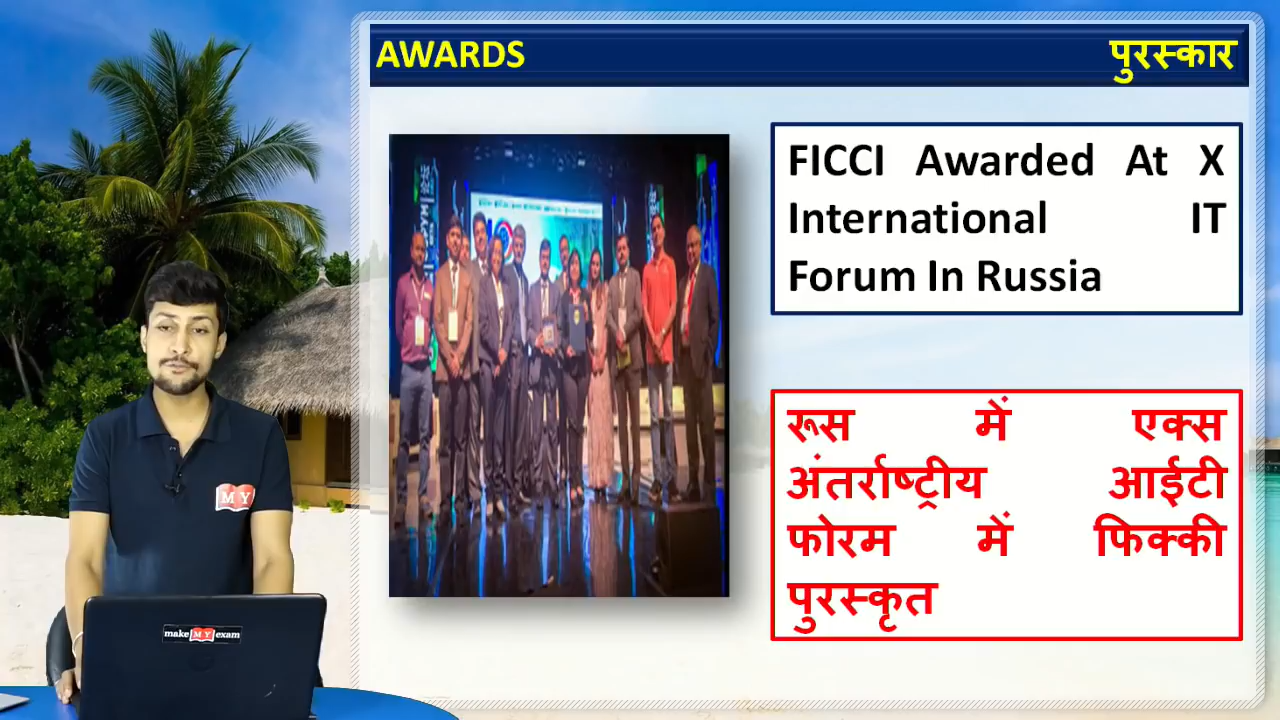 AWARDS
पुरस्कार
FICCI Awarded At X
International IT
Forum In Russia
रूस में एक्स
अंतर्राष्ट्रीय आईटी
फोरम में फिक्की
पुरस्कृत
MY
make MY exam